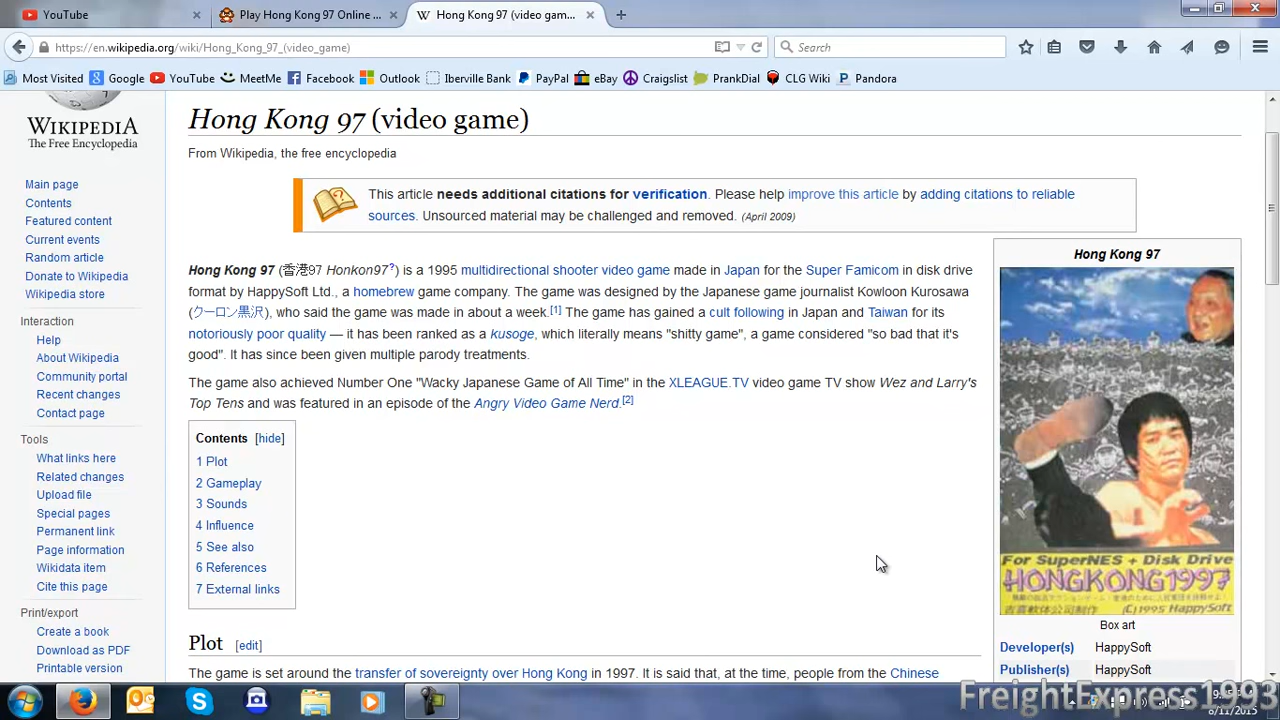 YouTube
Play Hong Kong 97 Online ...
Hong Kong 97 (video gam...
https://en.wikipedia.org/wiki/Hong_Kong_97_(video_game)
Search
Most Visited Google YouTube MeetMe Facebook Outlook Iberville Bank PayPal eBay Craigslist PrankDial CLG Wiki Pandora
WIKIPEDIA
The Free Encyclopedia
Main page
Contents
Featured content
Current events
Random article
Donate to Wikipedia
Wikimedia store
Interaction
Help
About Wikipedia
Community portal
Recent changes
Contact page
Tools
What links here
Related changes
Upload file
Special pages
Permanent link
Page information
Wikidata item
Cite this page
Print/export
Create a book
Download as PDF
Printable version
Hong Kong 97 (video game)
From Wikipedia, the free encyclopedia
This article needs additional citations for verification. Please help improve this article by adding citations to reliable
sources. Unsourced material may be challenged and removed. (April 2009)
Hong Kong 97 (香港97 Honkon97?) is a 1995 multidirectional shooter video game made in Japan for the Super Famicom in disk drive
format by HappySoft Ltd., a homebrew game company. The game was designed by the Japanese game journalist Kowloon Kurosawa
(クーロン黒沢), who said the game was made in about a week.[1] The game has gained a cult following in Japan and Taiwan for its
notoriously poor quality — it has been ranked as a kusoge, which literally means "shitty game", a game considered "so bad that it's
good". It has since been given multiple parody treatments.
The game also achieved Number One "Wacky Japanese Game of All Time" in the XLEAGUE.TV video game TV show Wez and Larry's
Top Tens and was featured in an episode of the Angry Video Game Nerd.[2]
Contents [hide]
1 Plot
2 Gameplay
3 Sounds
4 Influence
5 See also
6 References
7 External links
Plot [edit]
The game is set around the transfer of sovereignty over Hong Kong in 1997. It is said that, at the time, people from the Chinese
Hong Kong 97
For SuperNES + Disk Drive
HONGKONG1997
(C)1995 HappySoft
Box art
Developer(s) HappySoft
Publisher(s) HappySoft
FreightExpress1993
8/11/2015